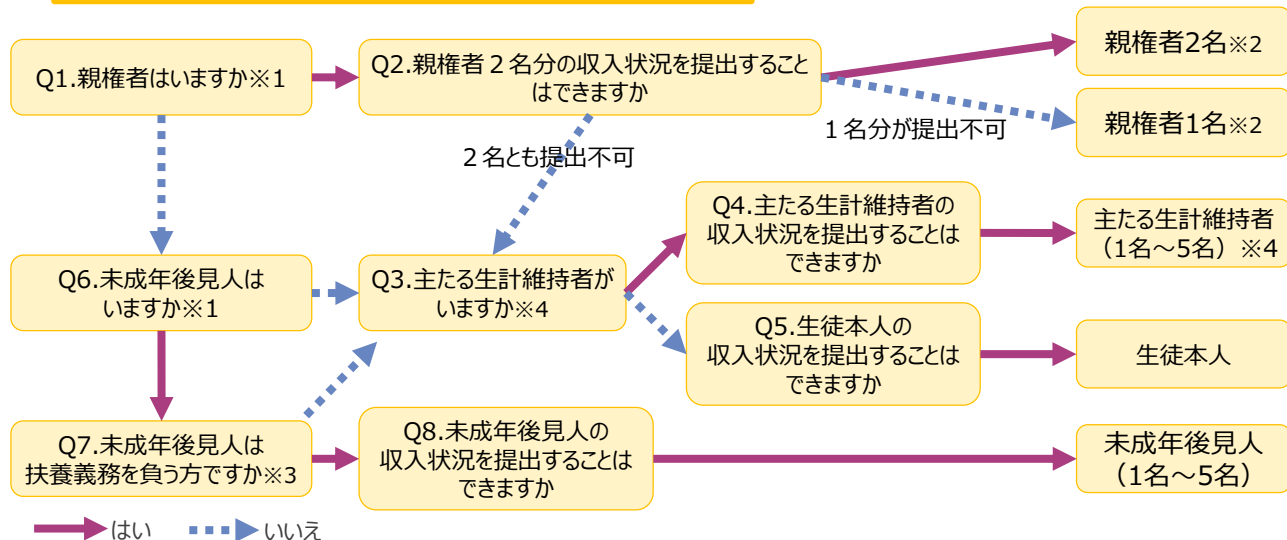 Q1.親権者はいますか※1
Q2.親権者２名分の収入状況を提出すること
はできますか
親権者2名※2
１名分が提出不可
親権者1名※2
２名とも提出不可
Q6.未成年後見人は
いますか※1
Q3.主たる生計維持者が
いますか※4
Q4.主たる生計維持者の
収入状況を提出することは
できますか
主たる生計維持者
（1名～5名）※4
Q5.生徒本人の
収入状況を提出することは
できますか
生徒本人
Q7.未成年後見人は
扶養義務を負う方ですか※3
Q8.未成年後見人の
収入状況を提出することは
できますか
未成年後見人
（1名～5名）
はい
いいえ